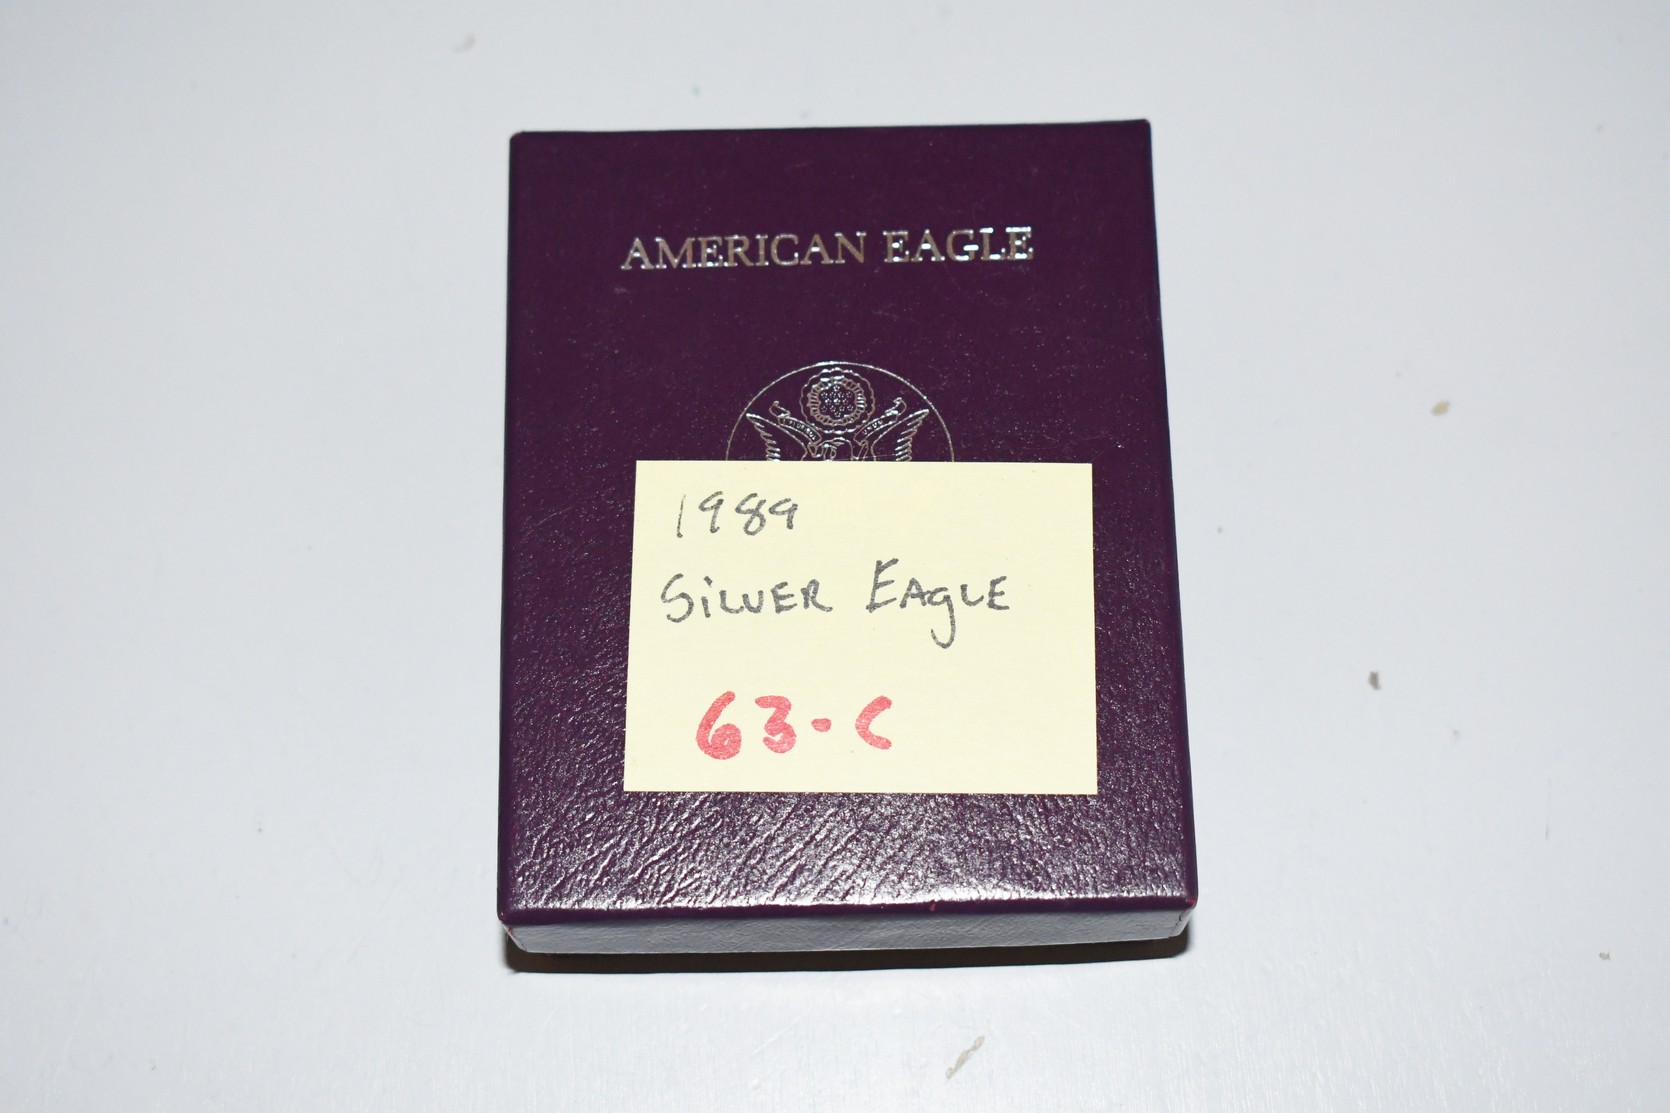 AMERICAN EAGLE
1989
SiLVER EAgLE
63-C